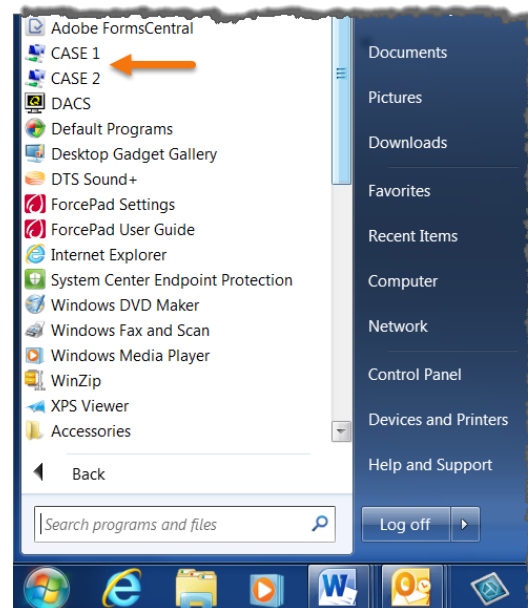 Adobe FormsCentral
CASE 1
CASE 2
DACS
Default Programs
Desktop Gadget Gallery
DTS Sound+
ForcePad Settings
ForcePad User Guide
Internet Explorer
System Center Endpoint Protection
Windows DVD Maker
Windows Fax and Scan
Windows Media Player
WinZip
XPS Viewer
Accessories
Back
Search programs and files
Documents
Pictures
Downloads
Favorites
Recent Items
Computer
Network
Control Panel
Devices and Printers
Help and Support
Log off